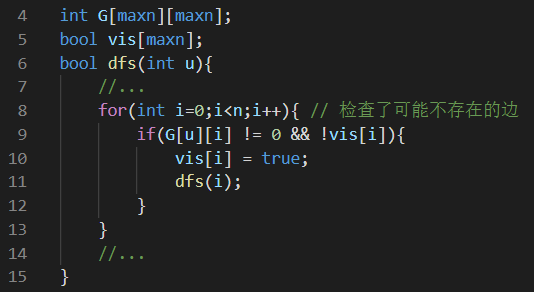 4 int G[maxn][maxn];
5 bool vis[maxn];
6 bool dfs(int u){
7 //...
8 for(int i=0;i<n;i++){ // 检查了可能不存在的边
9 if(G[u][i] != 0 && !vis[i]){
10 vis[i] = true;
11 dfs(i);
12 }
13 }
14 //...
15 }